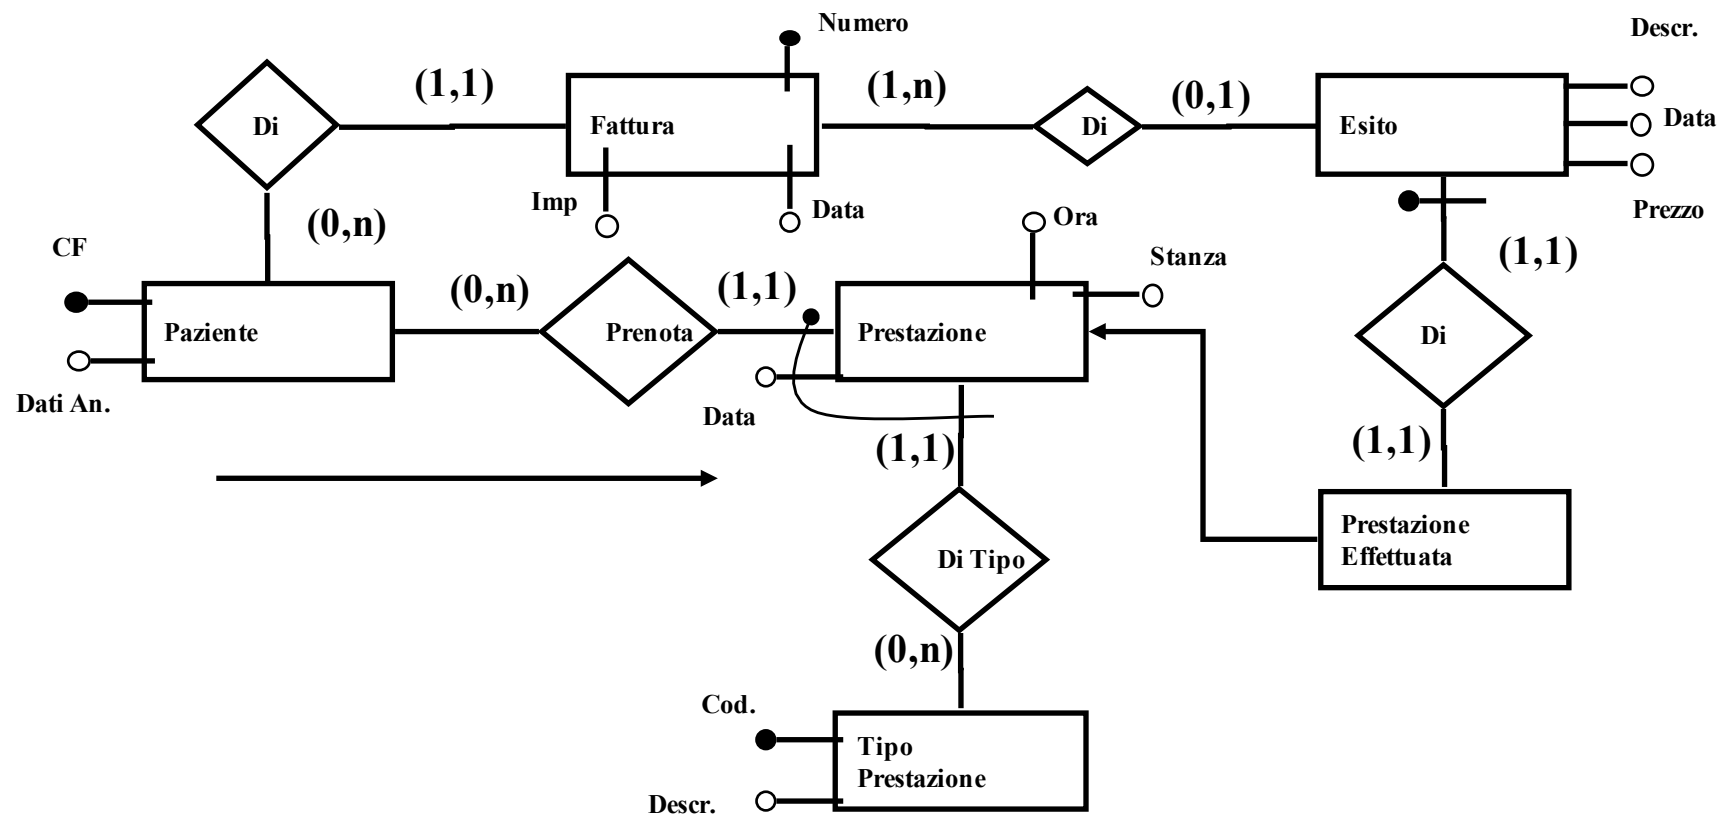 Numero
Descr.
(1,1)
(1,n)
(0,1)
Di
Fattura
Di
Esito
Data
Imp
Data
Prezzo
(0,n)
Ora
CF
Stanza
(1,1)
(0,n)
(1,1)
Paziente
Prenota
Prestazione
Di
Dati An.
Data
(1,1)
(1,1)
Prestazione
Effettuata
Di Tipo
(0,n)
Cod.
Tipo
Prestazione
Descr.